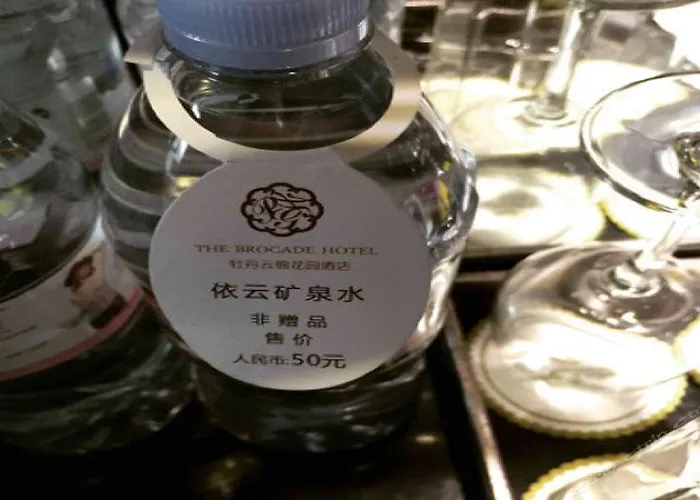 THE BROCADE HOTEL
牡丹云锦花园酒店
依云矿泉水
非赠品
售价
人民币:50元